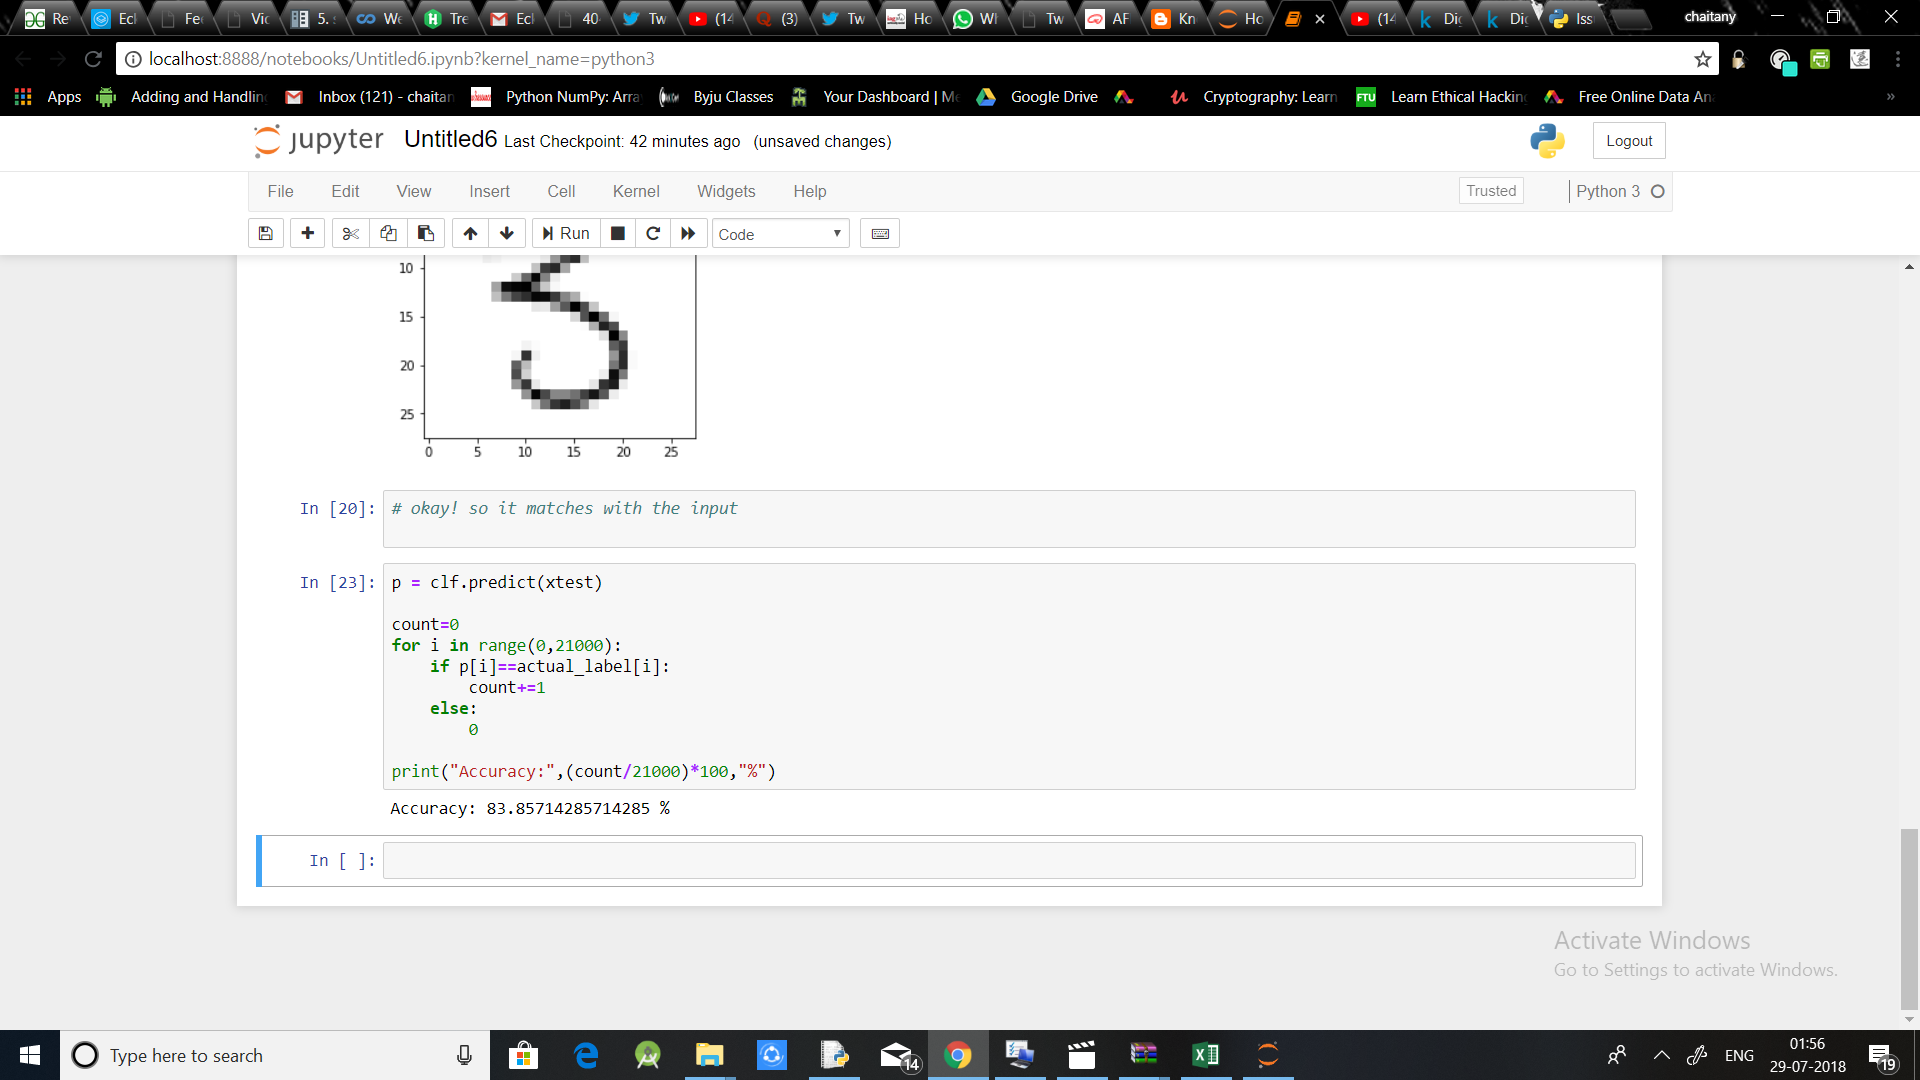 Re
Ecl
Fee
Vic
5.
We
Tre
Ecl
40
Tw
(14
(3)
Tw
Ho
Wl
Tw
AF
Kn
Ho
(14
Di
Di
Iss
chaitany
localhost:8888/notebooks/Untitled6.ipynb?kernel_name=python3
Apps
Adding and Handlin
Inbox (121) - chaitan
Python NumPy: Arra
Byju Classes
Your Dashboard | Me
Google Drive
Cryptography: Learn
FTU
Learn Ethical Hacking
Free Online Data An
»
jupyter Untitled6 Last Checkpoint: 42 minutes ago (unsaved changes)
Logout
File Edit View Insert Cell Kernel Widgets Help
Trusted
Python 3
Run
Code
10
15
20
25
0 5 10 15 20 25
In [20]: # okay! so it matches with the input
In [23]: p = clf.predict(xtest)
count=0
for i in range(0,21000):
if p[i]==actual_label[i]:
count+=1
else:
0
print("Accuracy:",(count/21000)*100,"%")
Accuracy: 83.85714285714285 %
In [ ]:
Activate Windows
Go to Settings to activate Windows.
Type here to search
14
ENG
01:56
29-07-2018
19